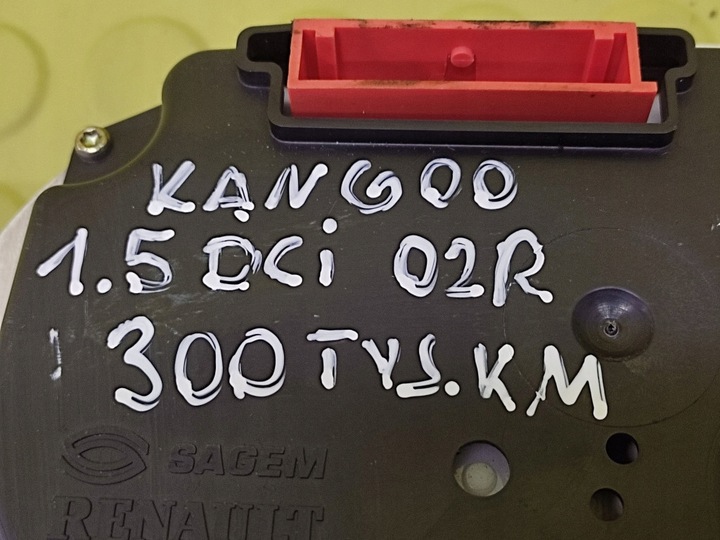 KANGOO
1.5 DCi 02R
300 TYS.KM
SAGEM
RENAULT